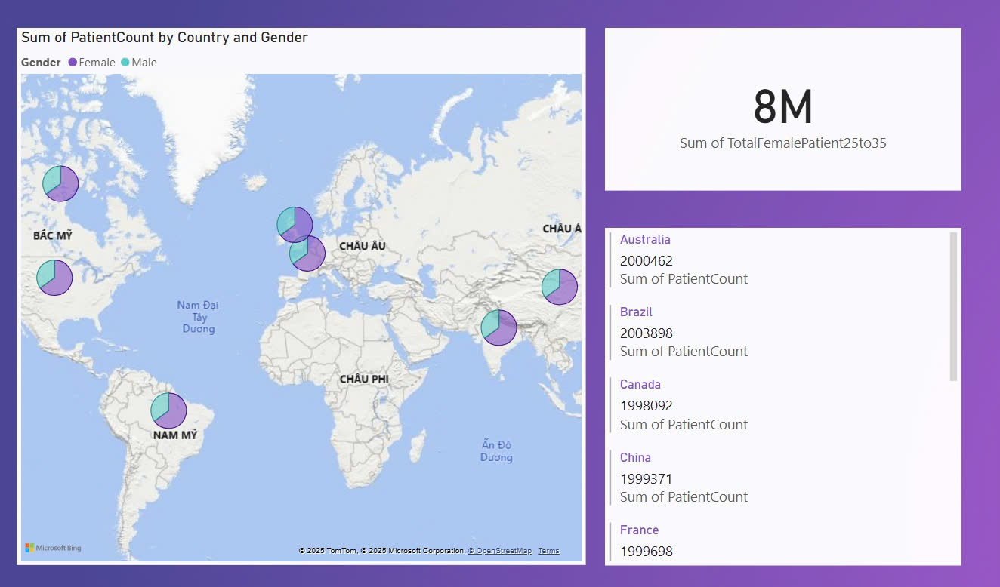 Sum of PatientCount by Country and Gender
Gender Female Male
BẮC MỸ
CHÂU Á
CHÂU ÂU
Nam Đại
Tây
Dương
CHÂU PHI
NAM MỸ
Ấn Độ
Dương
Microsoft Bing
© 2025 TomTom, © 2025 Microsoft Corporation, © OpenStreetMap Terms
8M
Sum of TotalFemalePatient25to35
Australia
2000462
Sum of PatientCount
Brazil
2003898
Sum of PatientCount
Canada
1998092
Sum of PatientCount
China
1999371
Sum of PatientCount
France
1999698